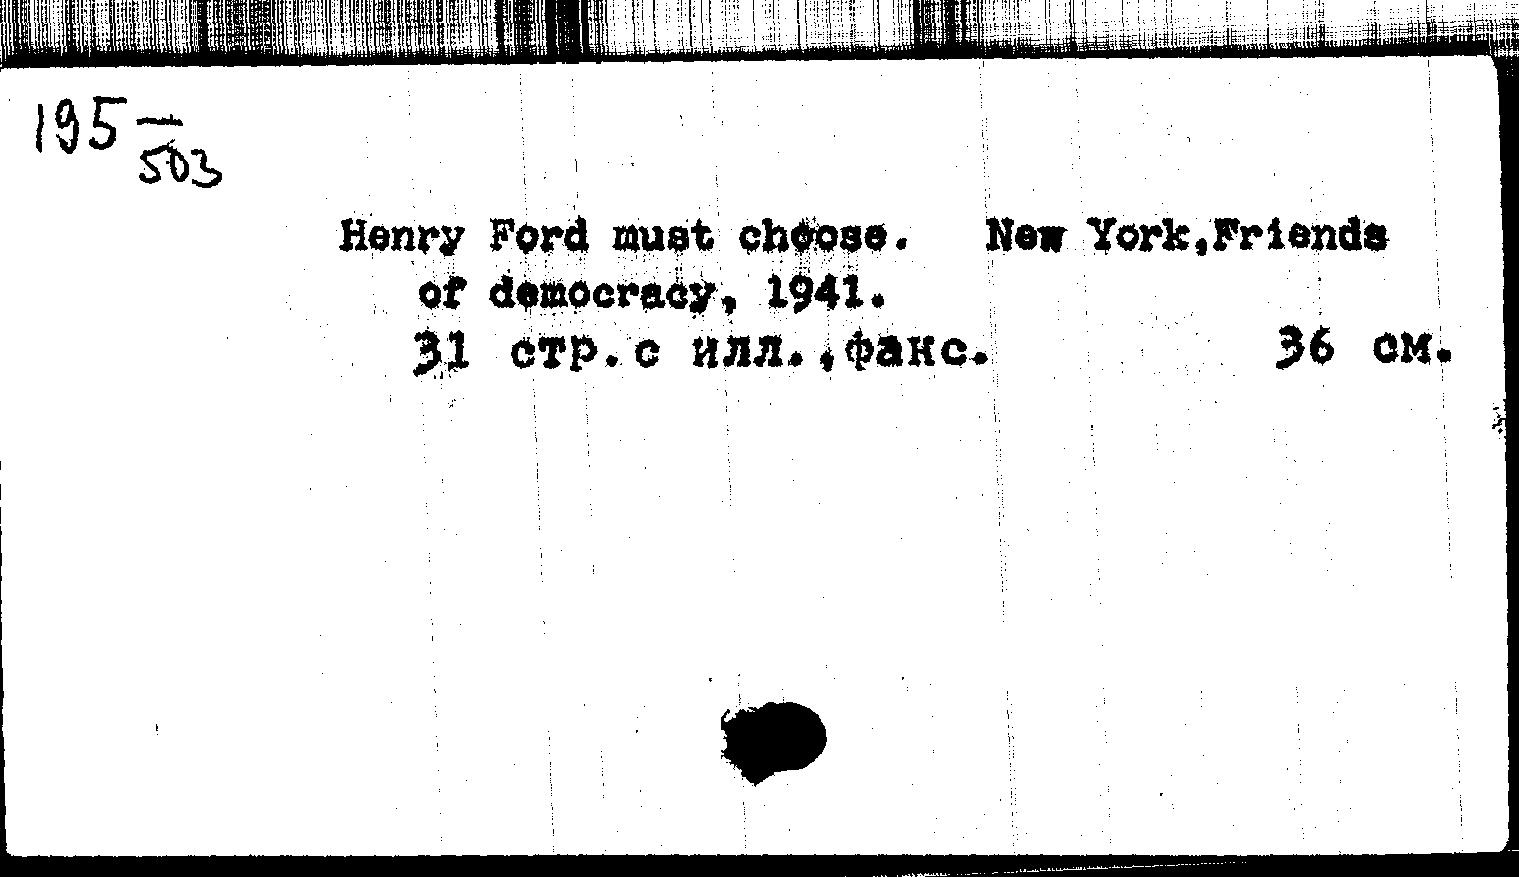 195 —
503
Henry Ford must choose. New York,Friends
of democracy, 1941.
31 стр.с илл.,факс. 36 см.